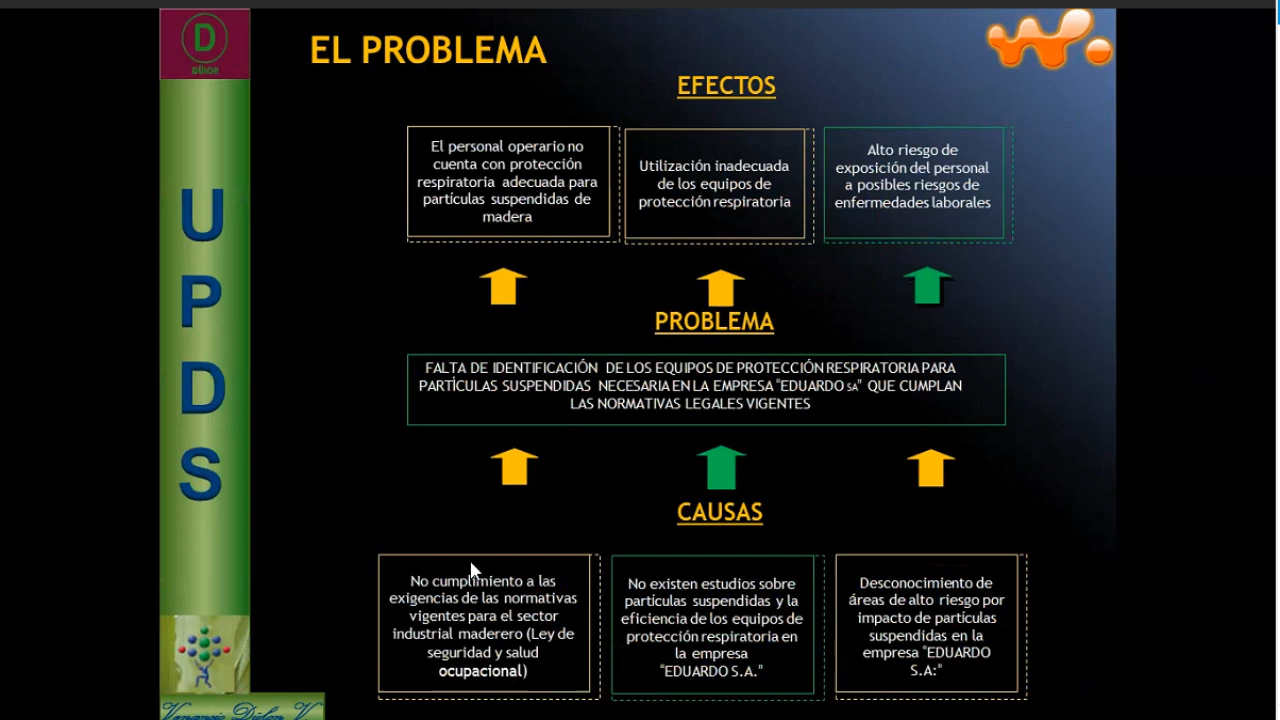 D
DÜLON
EL PROBLEMA
EFECTOS
El personal operario no
cuenta con protección
respiratoria adecuada para
partículas suspendidas de
madera
Utilización inadecuada
de los equipos de
protección respiratoria
Alto riesgo de
exposición del personal
a posibles riesgos de
enfermedades laborales
PROBLEMA
FALTA DE IDENTIFICACIÓN DE LOS EQUIPOS DE PROTECCIÓN RESPIRATORIA PARA
PARTÍCULAS SUSPENDIDAS NECESARIA EN LA EMPRESA "EDUARDO SA" QUE CUMPLAN
LAS NORMATIVAS LEGALES VIGENTES
CAUSAS
No cumplimiento a las
exigencias de las normativas
vigentes para el sector
industrial maderero (Ley de
seguridad y salud
ocupacional)
No existen estudios sobre
partículas suspendidas y la
eficiencia de los equipos de
protección respiratoria en
la empresa
"EDUARDO S.A."
Desconocimiento de
áreas de alto riesgo por
impacto de partículas
suspendidas en la
empresa "EDUARDO
S.A:"
U
P
D
S